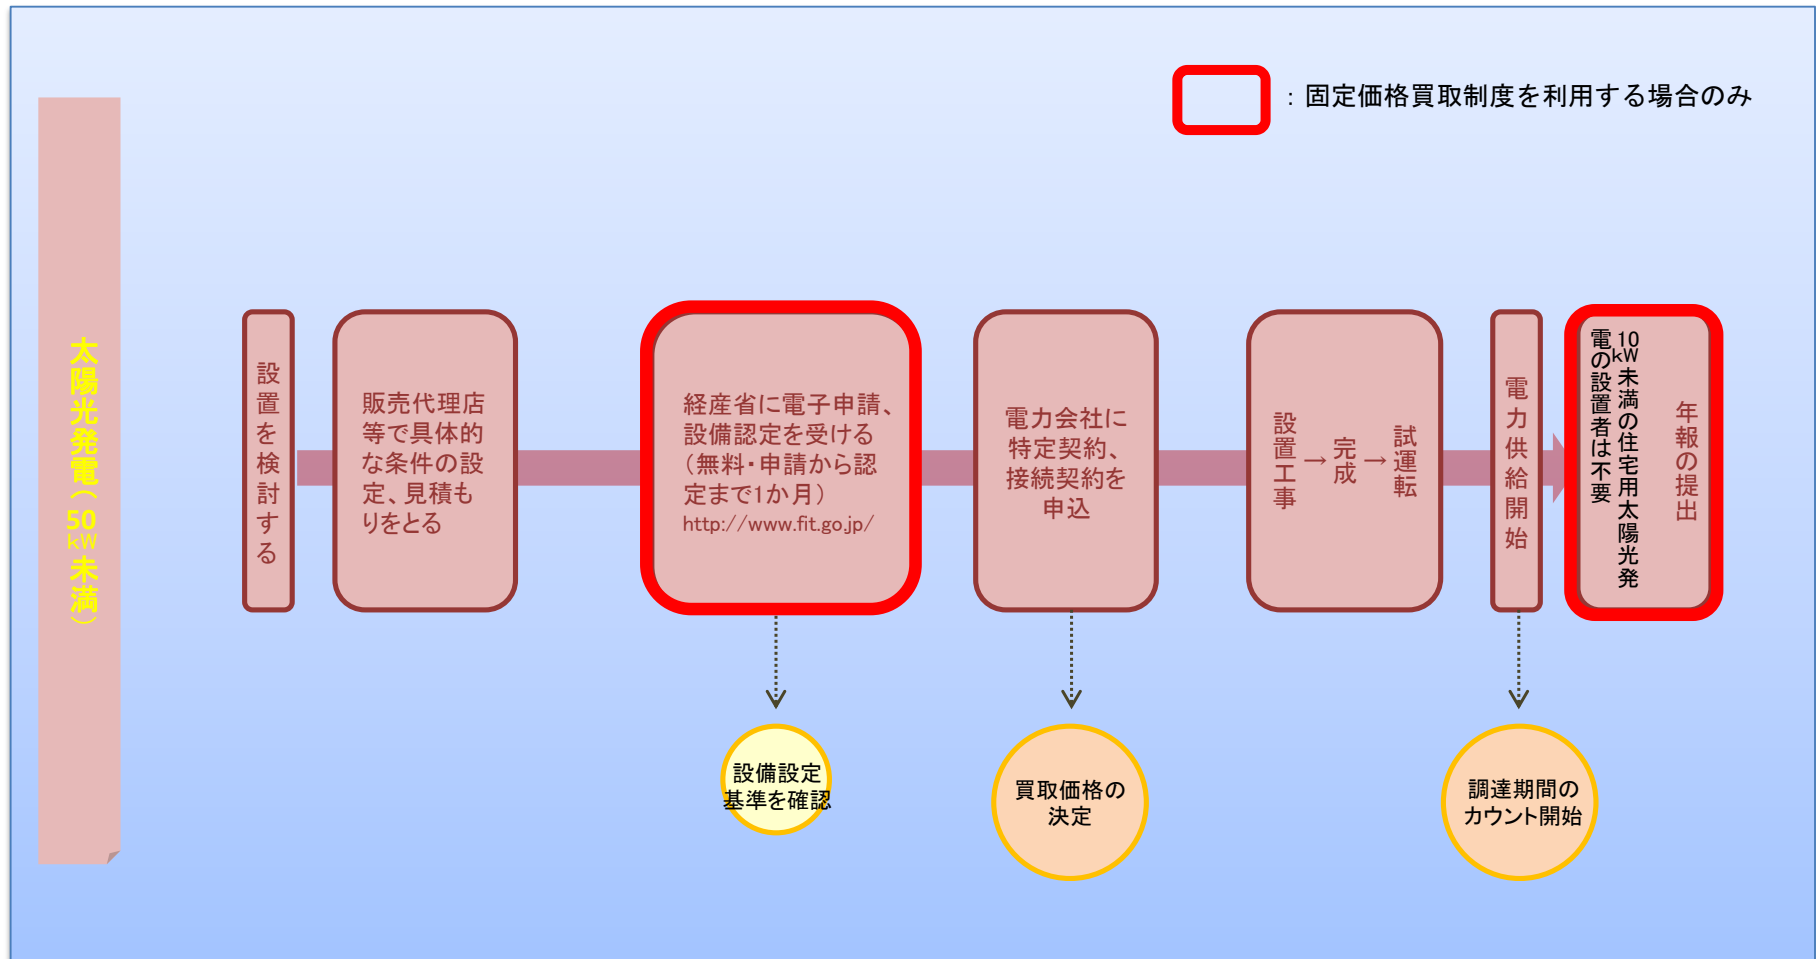 ：固定価格買取制度を利用する場合のみ
太陽光発電（50kW未満）
設置を検討する
販売代理店
等で具体的
な条件の設
定、見積も
りをとる
経産省に電子申請、
設備認定を受ける
（無料・申請から認
定まで1か月）
http://www.fit.go.jp/
電力会社に
特定契約、
接続契約を
申込
設置工事→完成→試運転
電力供給開始
年報の提出
10kW未満の住宅用太陽光発
電の設置者は不要
設備設定
基準を確認
買取価格の
決定
調達期間の
カウント開始